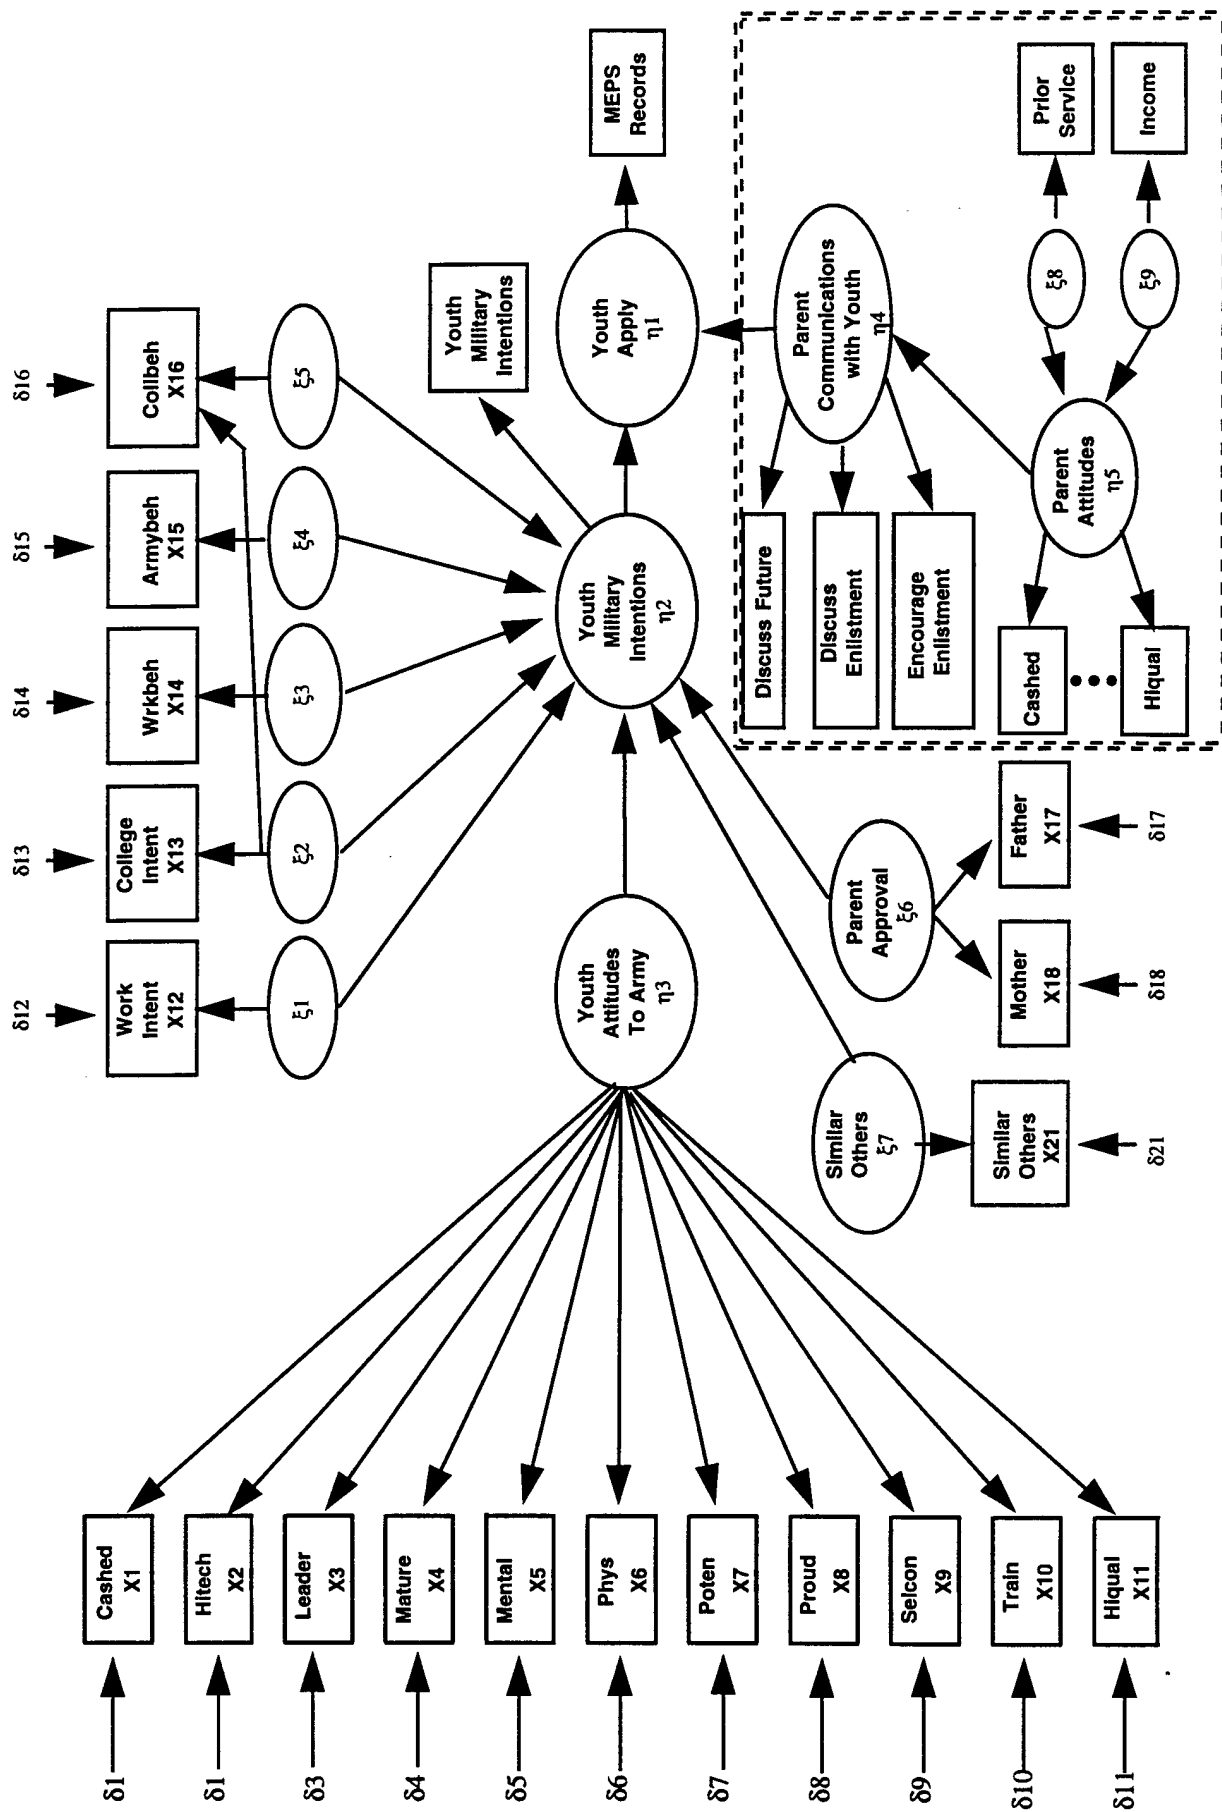 δ12
δ13
δ14
δ15
δ16
Work
Intent
X12
College
Intent
X13
Wrkbeh
X14
Armybeh
X15
Collbeh
X16
ξ1
ξ2
ξ3
ξ4
ξ5
Youth
Military
Intentions
MEPS
Records
Youth
Attitudes
To Army
η3
Youth
Military
Intentions
η2
Youth
Apply
η1
δ1
Cashed
X1
δ1
Hitech
X2
δ3
Leader
X3
δ4
Mature
X4
δ5
Mental
X5
δ6
Phys
X6
δ7
Poten
X7
δ8
Proud
X8
δ9
Selcon
X9
δ10
Train
X10
δ11
Hiqual
X11
Similar
Others
ξ7
Similar
Others
X21
δ21
Parent
Approval
ξ6
Mother
X18
δ18
Father
X17
δ17
Discuss Future
Discuss
Enlistment
Encourage
Enlistment
Parent
Communications
with Youth
η4
Cashed
Hiqual
Parent
Attitudes
η5
ξ8
ξ9
Prior
Service
Income